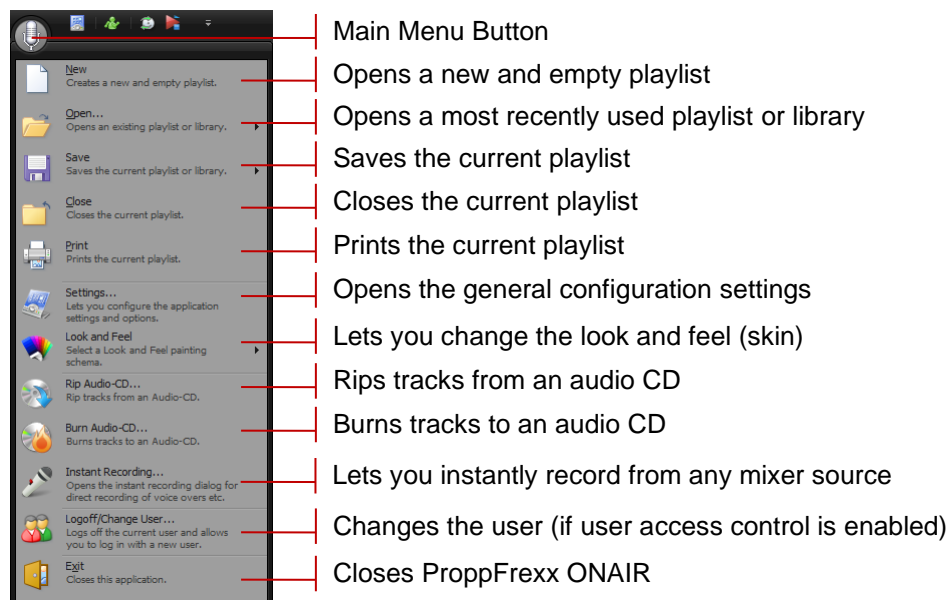 Main Menu Button
New
Creates a new and empty playlist.
Opens a new and empty playlist
Open...
Opens an existing playlist or library.
Opens a most recently used playlist or library
Save
Saves the current playlist or library.
Saves the current playlist
Close
Closes the current playlist.
Closes the current playlist
Print
Prints the current playlist.
Prints the current playlist
Settings...
Lets you configure the application
settings and options.
Opens the general configuration settings
Look and Feel
Select a Look and Feel painting
schema.
Lets you change the look and feel (skin)
Rip Audio-CD...
Rip tracks from an Audio-CD.
Rips tracks from an audio CD
Burn Audio-CD...
Burns tracks to an Audio-CD.
Burns tracks to an audio CD
Instant Recording...
Opens the instant recording dialog for
direct recording of voice overs etc.
Lets you instantly record from any mixer source
Logoff/Change User...
Logs off the current user and allows
you to log in with a new user.
Changes the user (if user access control is enabled)
Exit
Closes this application.
Closes ProppFrexx ONAIR